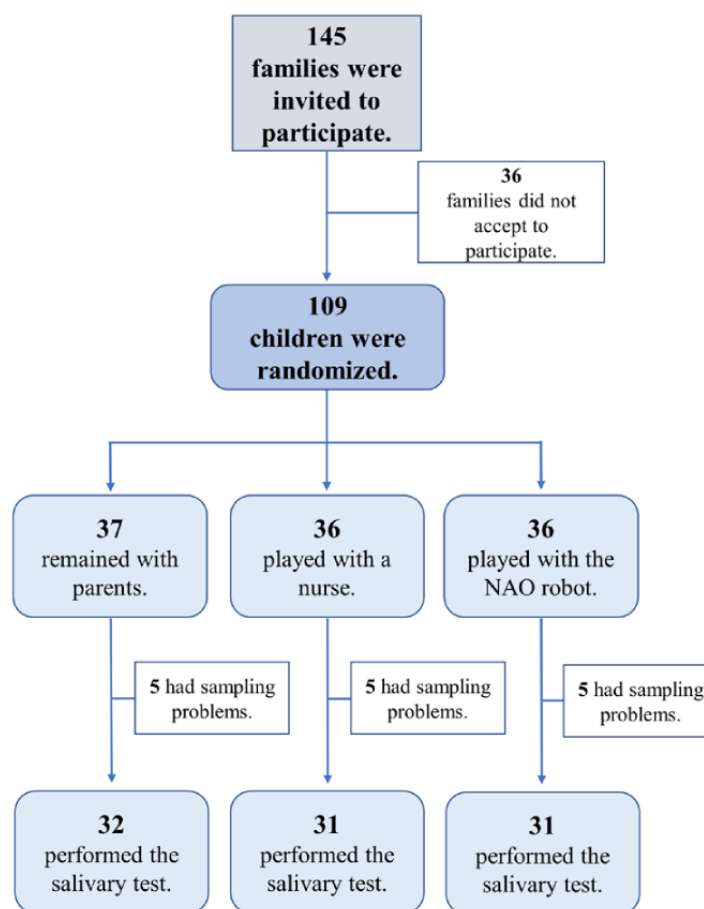 145
families were
invited to
participate.
36
families did not
accept to
participate.
109
children were
randomized.
37
remained with
parents.
36
played with a
nurse.
36
played with the
NAO robot.
5 had sampling
problems.
5 had sampling
problems.
5 had sampling
problems.
32
performed the
salivary test.
31
performed the
salivary test.
31
performed the
salivary test.